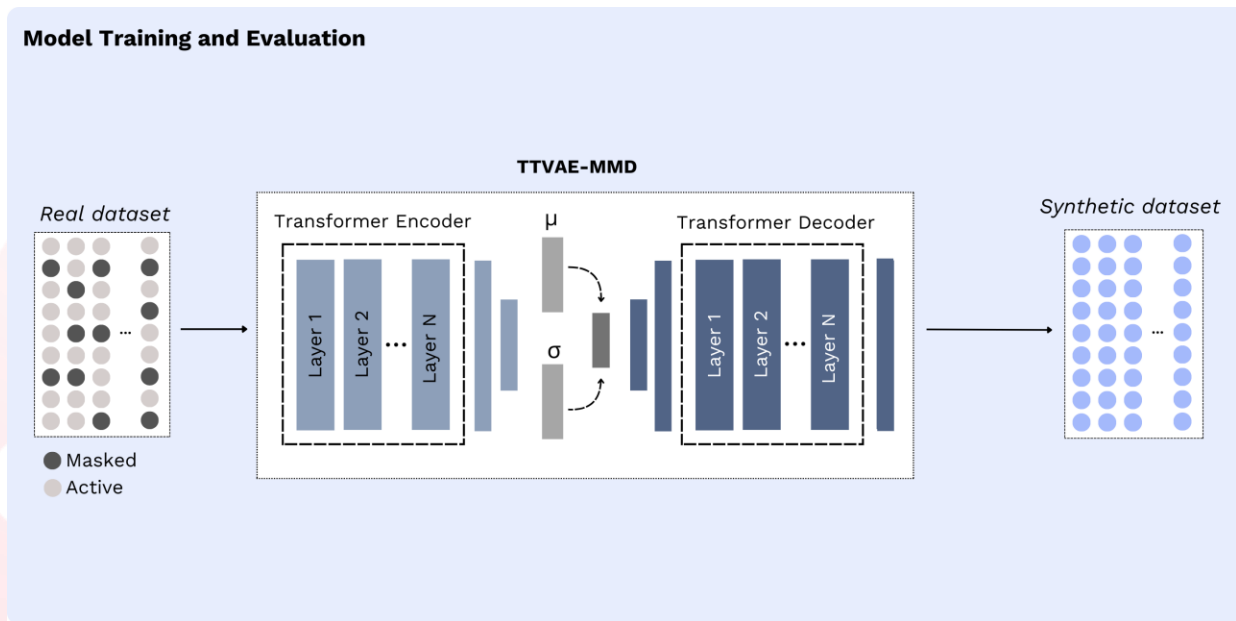 Model Training and Evaluation
TTVAE-MMD
Real dataset
Synthetic dataset
Transformer Encoder
μ
Transformer Decoder
Layer 1
Layer 2
...
Layer N
σ
Layer 1
Layer 2
...
Layer N
...
...
Masked
Active